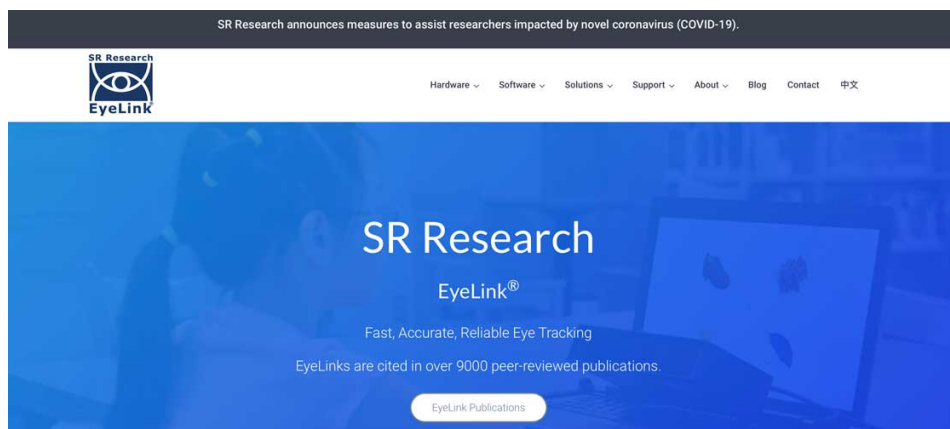 SR Research announces measures to assist researchers impacted by novel coronavirus (COVID-19).
SR Research
EyeLink®
Hardware Software Solutions Support About Blog Contact 中文
SR Research
EyeLink®
Fast, Accurate, Reliable Eye Tracking
EyeLinks are cited in over 9000 peer-reviewed publications.
EyeLink Publications